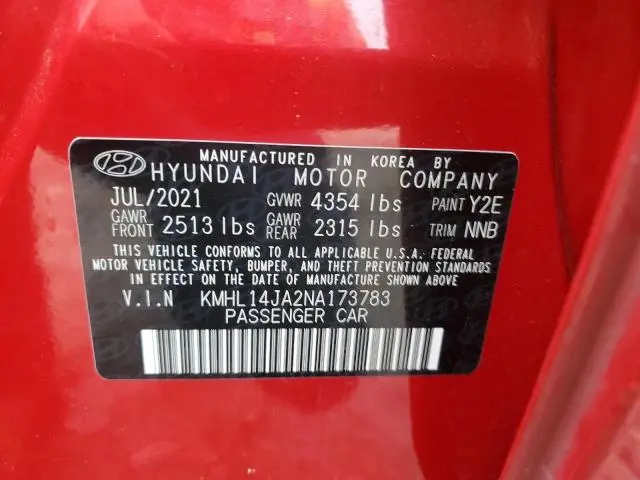 MANUFACTURED IN KOREA BY
HYUNDAI MOTOR COMPANY
JUL/2021 GVWR 4354 lbs PAINT Y2E
GAWR FRONT 2513 lbs GAWR REAR 2315 lbs TRIM NNB
THIS VEHICLE CONFORMS TO ALL APPLICABLE U.S.A. FEDERAL
MOTOR VEHICLE SAFETY, BUMPER, AND THEFT PREVENTION STANDARDS
IN EFFECT ON THE DATE OF MANUFACTURE SHOWN ABOVE
V.I.N KMHL14JA2NA173783
PASSENGER CAR